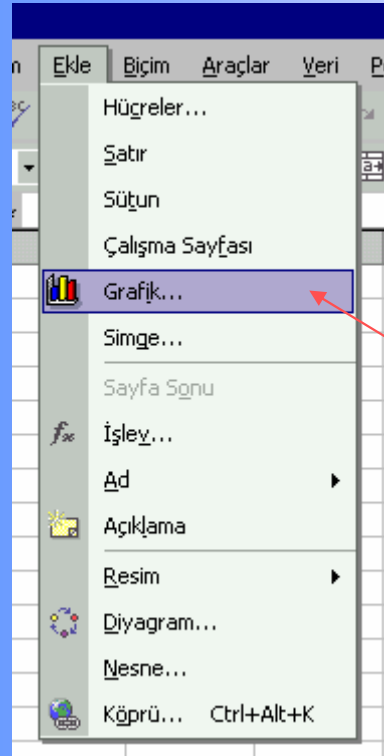 Ekle Biçim Araçlar Veri
Hücreler...
Satır
Sütun
Çalışma Sayfası
Grafik...
Simge...
Sayfa Sonu
İşlev...
Ad
Açıklama
Resim
Diyagram...
Nesne...
Köprü... Ctrl+Alt+K